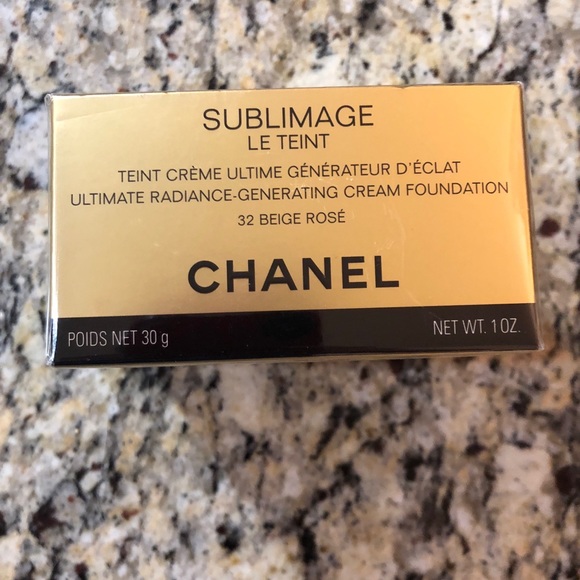 SUBLIMAGE
LE TEINT
TEINT CRÈME ULTIME GÉNÉRATEUR D'ÉCLAT
ULTIMATE RADIANCE-GENERATING CREAM FOUNDATION
32 BEIGE ROSÉ
CHANEL
POIDS NET 30 g NET WT. 1 OZ.